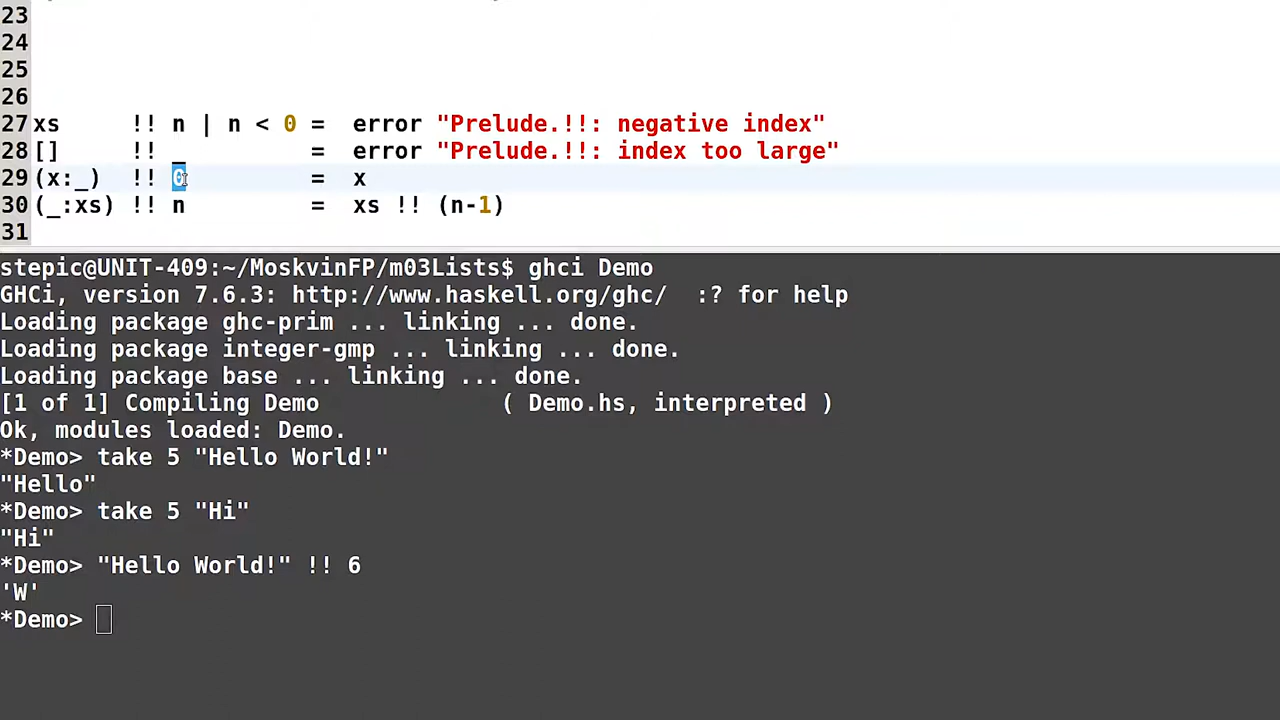 23
24
25
26
27 xs     !! n | n < 0 =  error "Prelude.!!: negative index"
28 []     !! _         =  error "Prelude.!!: index too large"
29 (x:_)  !! 0         =  x
30 (_:xs) !! n         =  xs !! (n-1)
31
stepic@UNIT-409:~/MoskvinFP/m03Lists$ ghci Demo
GHCi, version 7.6.3: http://www.haskell.org/ghc/  :? for help
Loading package ghc-prim ... linking ... done.
Loading package integer-gmp ... linking ... done.
Loading package base ... linking ... done.
[1 of 1] Compiling Demo             ( Demo.hs, interpreted )
Ok, modules loaded: Demo.
*Demo> take 5 "Hello World!"
"Hello"
*Demo> take 5 "Hi"
"Hi"
*Demo> "Hello World!" !! 6
'W'
*Demo>